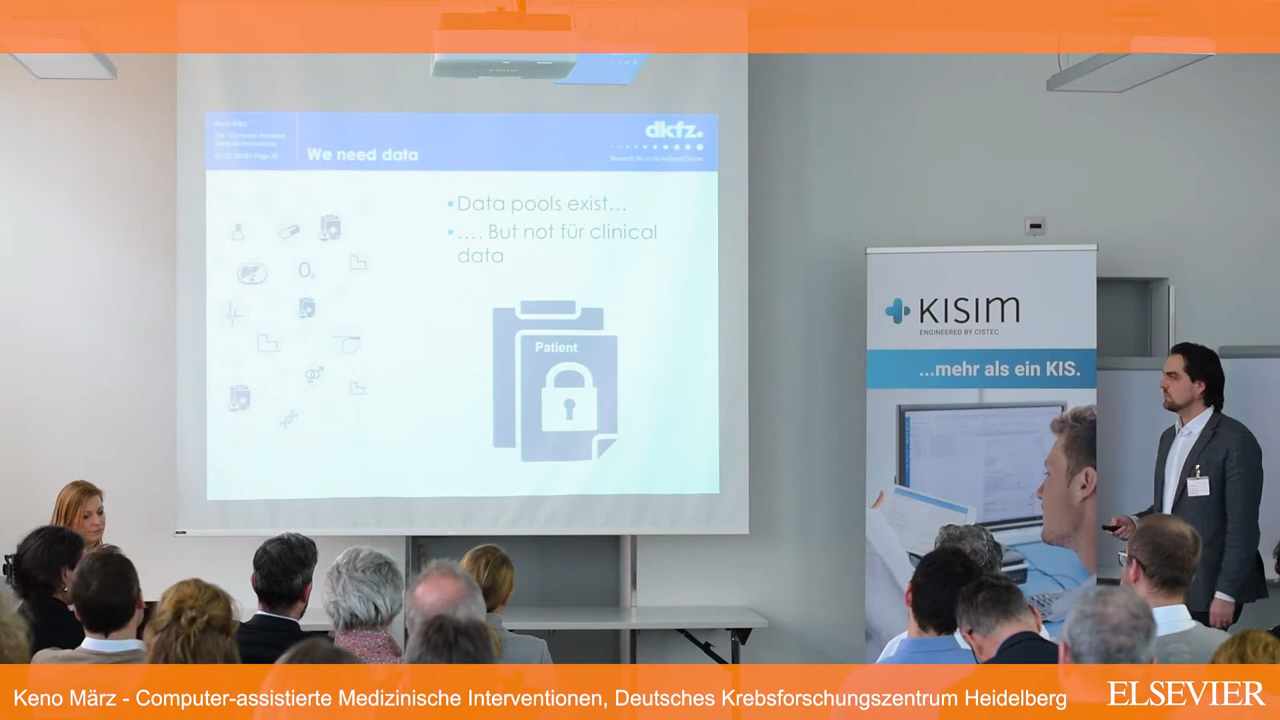 We need data
dkfz.
▪Data pools exist...
▪.... But not für clinical
data
O₂
Patient
KISIM
ENGINEERED BY CISTEC
...mehr als ein KIS.
Keno März - Computer-assistierte Medizinische Interventionen, Deutsches Krebsforschungszentrum Heidelberg
ELSEVIER